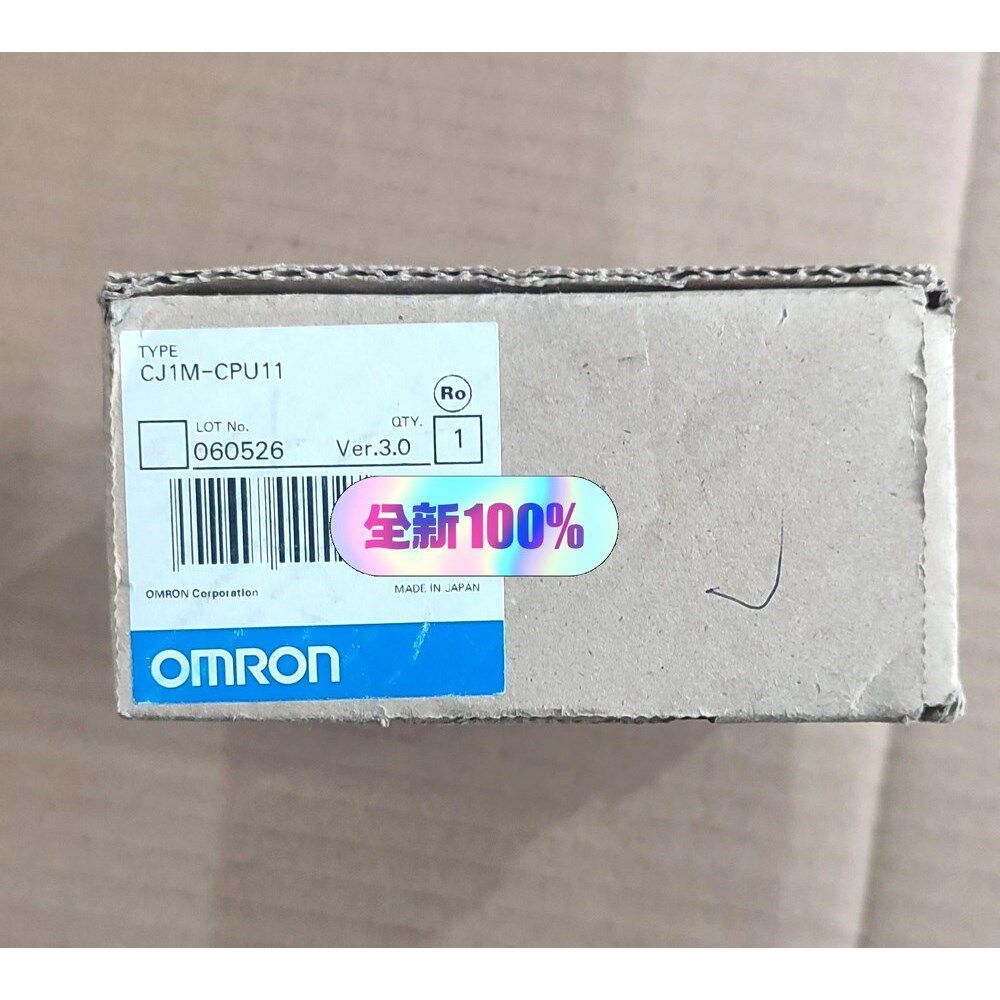 TYPE
CJ1M-CPU11
Ro
LOT No.
QTY.
060526
Ver.3.0
1
全新100%
OMRON Corporation
MADE IN JAPAN
OMRON